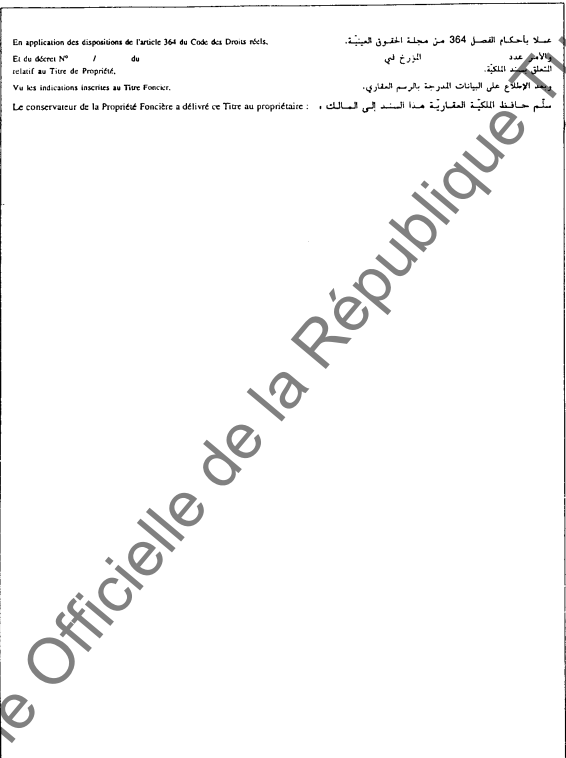 En application des dispositions de l'article 364 du Code des Droits réels,
عملا بأحكام الفصل 364 من مجلة الحقوق العينيّة.
Et du décret Nº / du
والأمر عدد المؤرخ في
relatif au Titre de Propriété,
المتعلق بسند الملكيّة.
Vu les indications inscrites au Titre Foncier,
وبعد الإطلاع على البيانات المدرجة بالرسم العقاري،
Le conservateur de la Propriété Foncière a délivré ce Titre au propriétaire :
سلّم حافظ الملكيّة العقاريّة هذا السند إلى المالك ،
ne Officielle de la République Tu